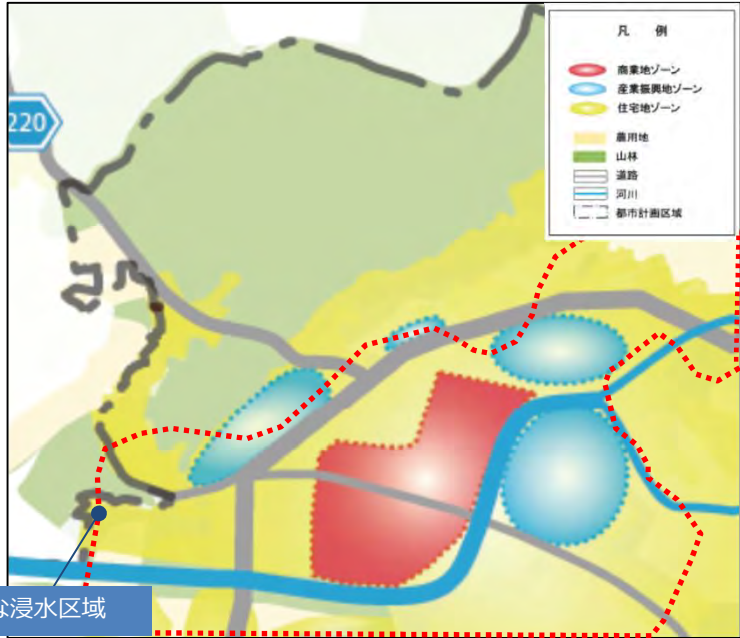 凡　例
商業地ゾーン
産業振興地ゾーン
住宅地ゾーン
農用地
山林
道路
河川
都市計画区域
220
な浸水区域